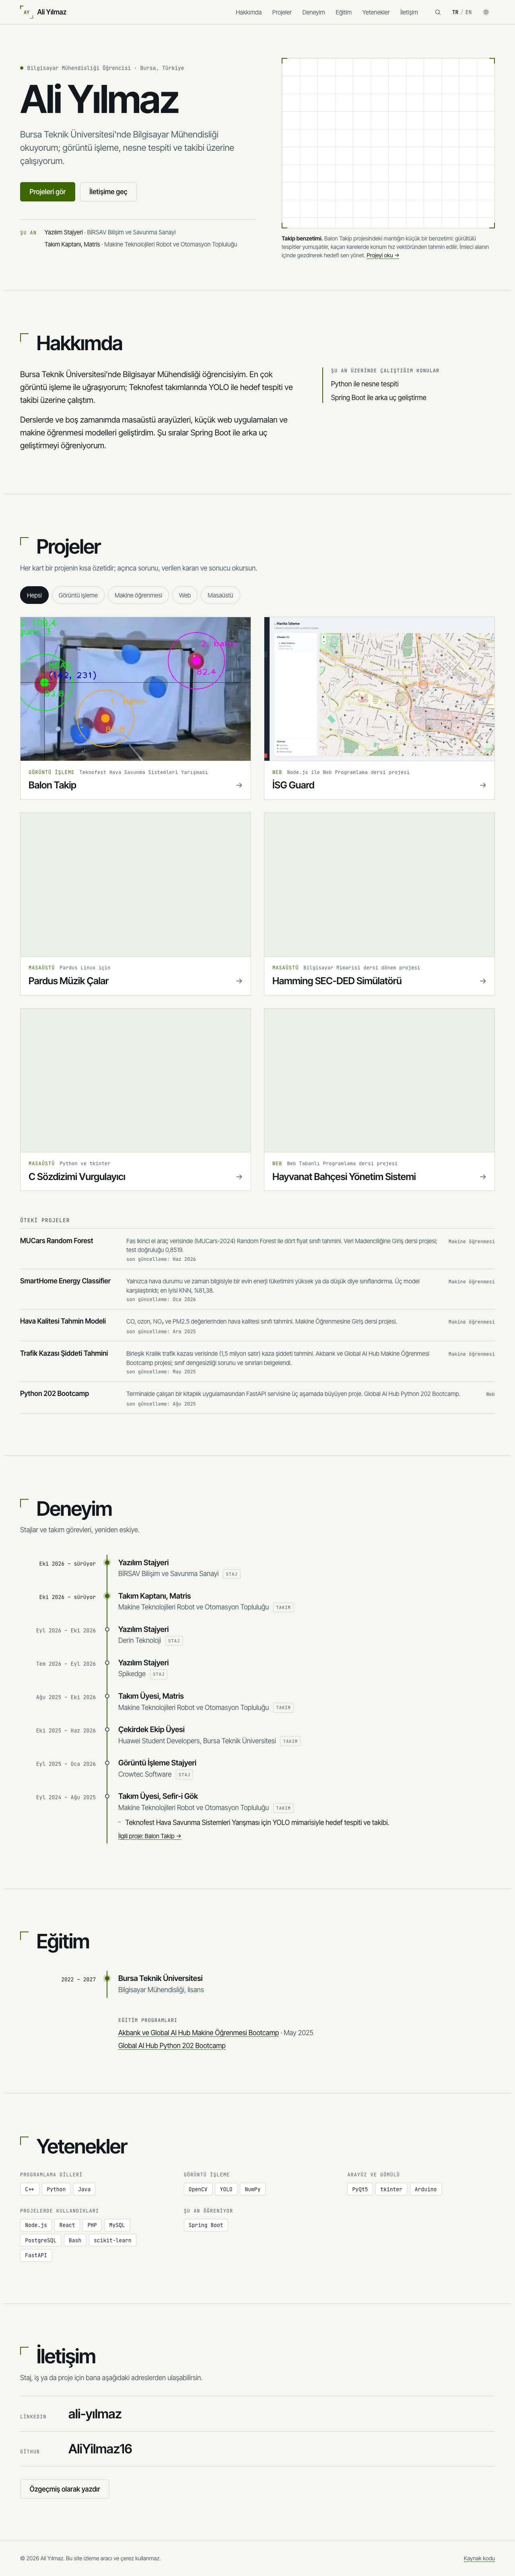 AY Ali Yılmaz
Hakkımda Projeler Deneyim Eğitim Yetenekler İletişim TR / EN
Bilgisayar Mühendisliği Öğrencisi · Bursa, Türkiye
Ali Yılmaz
Bursa Teknik Üniversitesi'nde Bilgisayar Mühendisliği
okuyorum; görüntü işleme, nesne tespiti ve takibi üzerine
çalışıyorum.
Projeleri gör İletişime geç
ŞU AN Yazılım Stajyeri · BİRSAV Bilişim ve Savunma Sanayi
Takım Kaptanı, Matris · Makine Teknolojileri Robot ve Otomasyon Topluluğu
Takip benzetimi. Balon Takip projesindeki mantığın küçük bir benzetimi: gürültülü
tespitler yumuşatılır, kaçan karelerde konum hız vektöründen tahmin edilir. İmleci alanın
içinde gezdirerek hedefi sen yönet. Projeyi oku →
Hakkımda
Bursa Teknik Üniversitesi'nde Bilgisayar Mühendisliği öğrencisiyim. En çok
görüntü işleme ile uğraşıyorum; Teknofest takımlarında YOLO ile hedef tespiti ve
takibi üzerine çalıştım.
Derslerde ve boş zamanımda masaüstü arayüzleri, küçük web uygulamaları ve
makine öğrenmesi modelleri geliştirdim. Şu sıralar Spring Boot ile arka uç
geliştirmeyi öğreniyorum.
ŞU AN ÜZERİNDE ÇALIŞTIĞIM KONULAR
Python ile nesne tespiti
Spring Boot ile arka uç geliştirme
Projeler
Her kart bir projenin kısa özetidir; açınca sorunu, verilen kararı ve sonucu okursun.
Hepsi Görüntü işleme Makine öğrenmesi Web Masaüstü
(142, 231)
GÖRÜNTÜ İŞLEME Teknofest Hava Savunma Sistemleri Yarışması
Balon Takip →
Harita İzleme
WEB Node.js ile Web Programlama dersi projesi
ISG Guard →
MASAÜSTÜ Pardus Linux için
Pardus Müzik Çalar →
MASAÜSTÜ Bilgisayar Mimarisi dersi dönem projesi
Hamming SEC-DED Simülatörü →
MASAÜSTÜ Python ve tkinter
C Sözdizimi Vurgulayıcı →
WEB Web Tabanlı Programlama dersi projesi
Hayvanat Bahçesi Yönetim Sistemi →
ÖTEKİ PROJELER
MUCars Random Forest
Fas ikinci el araç verisinde (MUCars-2024) Random Forest ile dört fiyat sınıfı tahmini. Veri Madenciliğine Giriş dersi projesi;
test doğruluğu 0,8519.
son güncelleme: Haz 2026
Makine öğrenmesi
SmartHome Energy Classifier
Yalnızca hava durumu ve zaman bilgisiyle bir evin enerji tüketimini yüksek ya da düşük diye sınıflandırma. Üç model
karşılaştırıldı; en iyisi KNN, %81,38.
son güncelleme: Oca 2026
Makine öğrenmesi
Hava Kalitesi Tahmin Modeli
CO, ozon, NO₂ ve PM2.5 değerlerinden hava kalitesi sınıfı tahmini. Makine Öğrenmesine Giriş dersi projesi.
son güncelleme: Ara 2025
Makine öğrenmesi
Trafik Kazası Şiddeti Tahmini
Birleşik Krallık trafik kazası verisinde (1,5 milyon satır) kaza şiddeti tahmini. Akbank ve Global AI Hub Makine Öğrenmesi
Bootcamp projesi; sınıf dengesizliği sorunu ve sınırları belgelendi.
son güncelleme: May 2025
Makine öğrenmesi
Python 202 Bootcamp
Terminalde çalışan bir kitaplık uygulamasından FastAPI servisine üç aşamada büyüyen proje. Global AI Hub Python 202 Bootcamp.
son güncelleme: Ağu 2025
Web
Deneyim
Stajlar ve takım görevleri, yeniden eskiye.
Eki 2026 – sürüyor
Yazılım Stajyeri
BİRSAV Bilişim ve Savunma Sanayi STAJ
Eki 2026 – sürüyor
Takım Kaptanı, Matris
Makine Teknolojileri Robot ve Otomasyon Topluluğu TAKIM
Eyl 2026 – Eki 2026
Yazılım Stajyeri
Derin Teknoloji STAJ
Tem 2026 – Eyl 2026
Yazılım Stajyeri
Spikedge STAJ
Ağu 2025 – Eki 2026
Takım Üyesi, Matris
Makine Teknolojileri Robot ve Otomasyon Topluluğu TAKIM
Eki 2025 – Haz 2026
Çekirdek Ekip Üyesi
Huawei Student Developers, Bursa Teknik Üniversitesi TAKIM
Eyl 2025 – Oca 2026
Görüntü İşleme Stajyeri
Crowtec Software STAJ
Eyl 2024 – Ağu 2025
Takım Üyesi, Sefir-i Gök
Makine Teknolojileri Robot ve Otomasyon Topluluğu TAKIM
– Teknofest Hava Savunma Sistemleri Yarışması için YOLO mimarisiyle hedef tespiti ve takibi.
İlgili proje: Balon Takip →
Eğitim
2022 – 2027
Bursa Teknik Üniversitesi
Bilgisayar Mühendisliği, lisans
EĞİTİM PROGRAMLARI
Akbank ve Global AI Hub Makine Öğrenmesi Bootcamp · May 2025
Global AI Hub Python 202 Bootcamp
Yetenekler
PROGRAMLAMA DİLLERİ
C++ Python Java
GÖRÜNTÜ İŞLEME
OpenCV YOLO NumPy
ARAYÜZ VE GÖMÜLÜ
PyQt5 tkinter Arduino
PROJELERDE KULLANDIKLARI
Node.js React PHP MySQL
PostgreSQL Bash scikit-learn
FastAPI
ŞU AN ÖĞRENİYOR
Spring Boot
İletişim
Staj, iş ya da proje için bana aşağıdaki adreslerden ulaşabilirsin.
LİNKEDİN ali-yılmaz
GİTHUB AliYilmaz16
Özgeçmiş olarak yazdır
© 2026 Ali Yılmaz. Bu site izleme aracı ve çerez kullanmaz.
Kaynak kodu